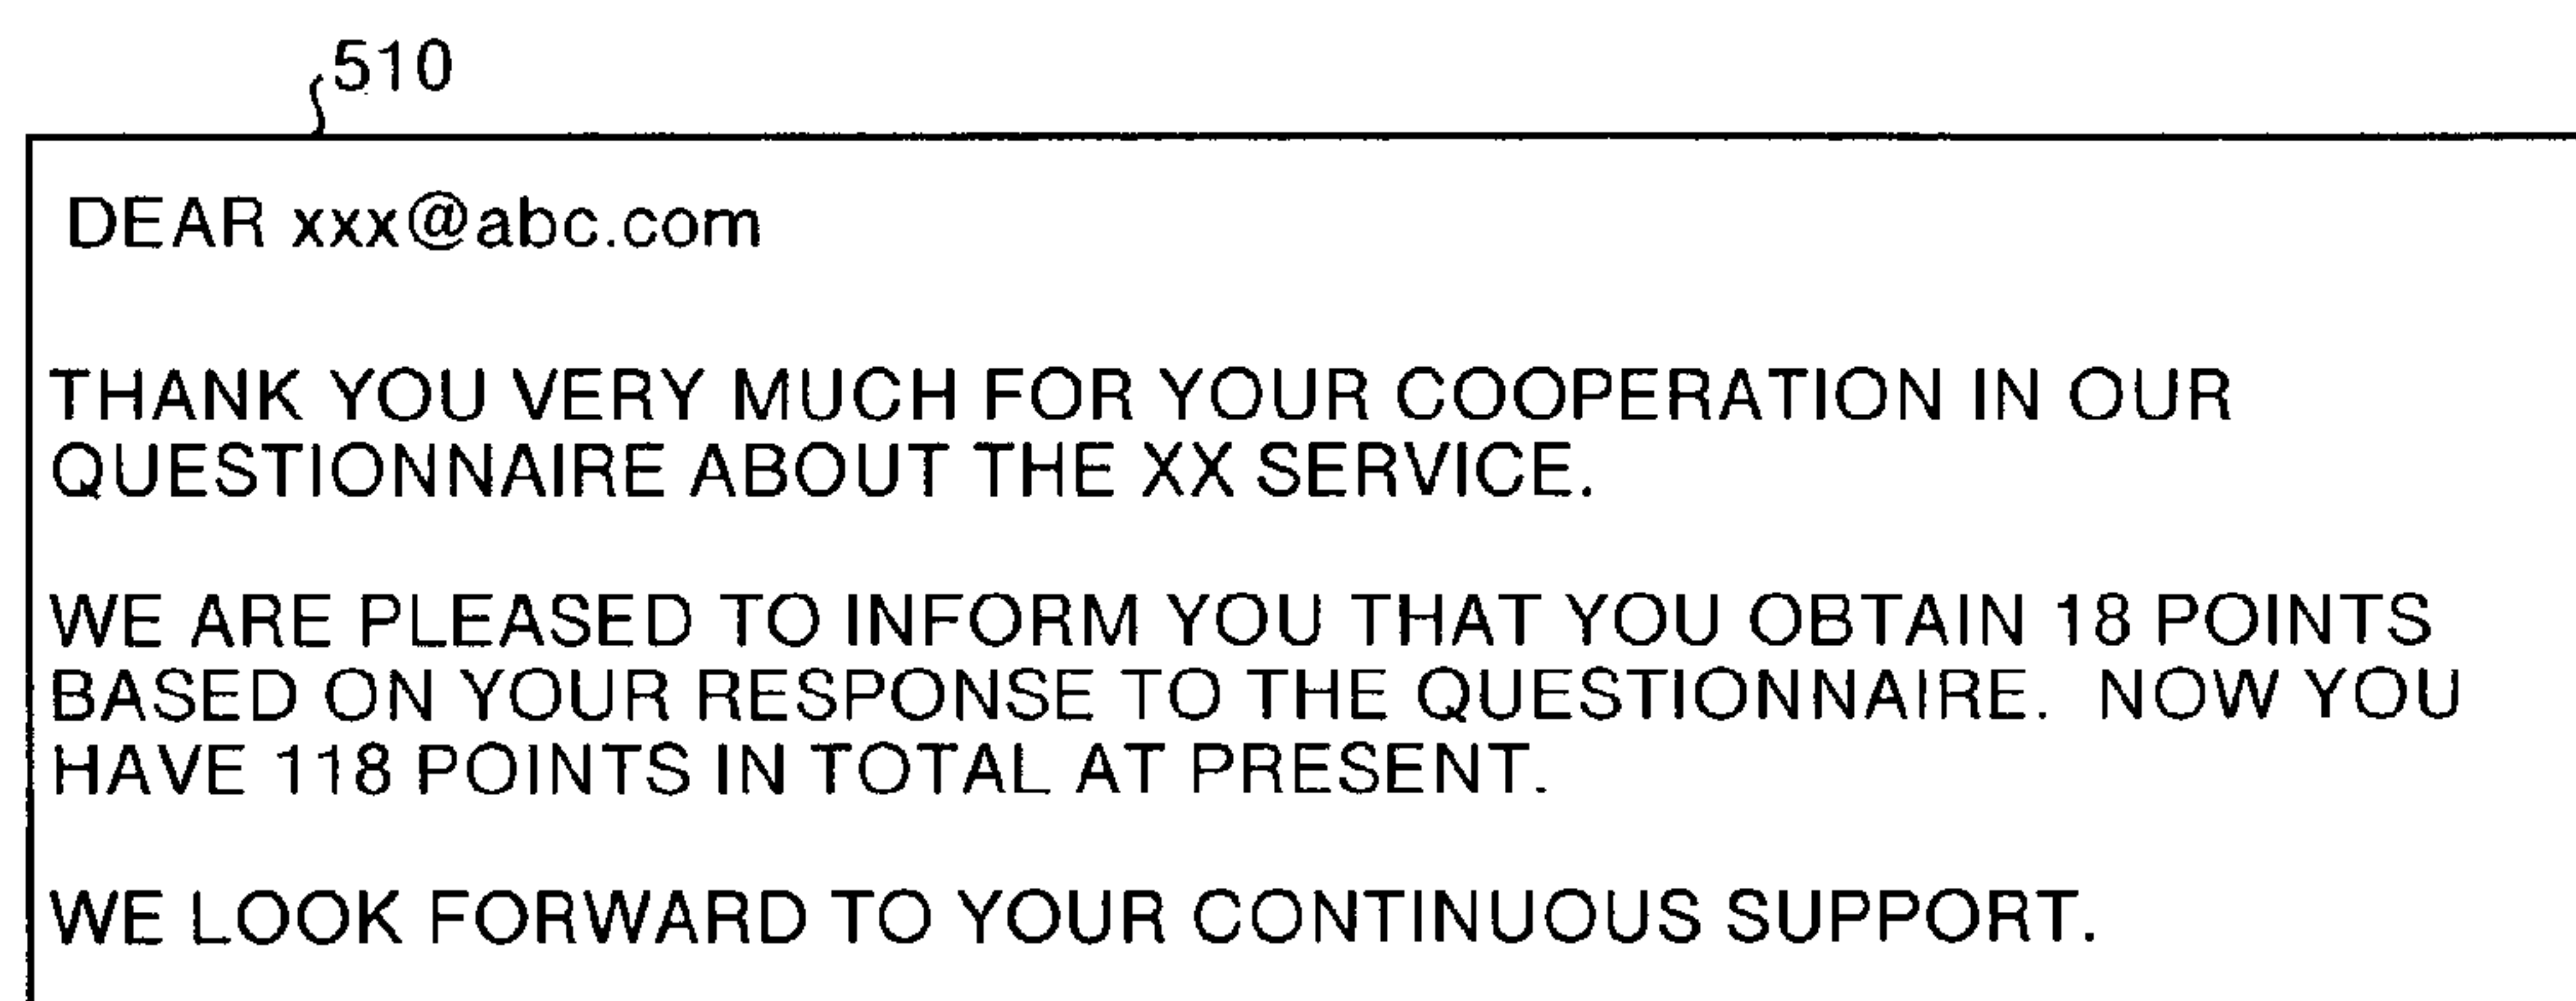 510
DEAR xxx@abc.com
THANK YOU VERY MUCH FOR YOUR COOPERATION IN OUR
QUESTIONNAIRE ABOUT THE XX SERVICE.
WE ARE PLEASED TO INFORM YOU THAT YOU OBTAIN 18 POINTS
BASED ON YOUR RESPONSE TO THE QUESTIONNAIRE. NOW YOU
HAVE 118 POINTS IN TOTAL AT PRESENT.
WE LOOK FORWARD TO YOUR CONTINUOUS SUPPORT.